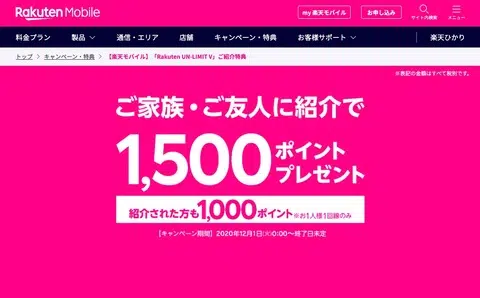 Rakuten Mobile
my 楽天モバイル
お申し込み
サイト内検索
メニュー
料金プラン 製品 通信・エリア 店舗 キャンペーン・特典 お客様サポート 楽天ひかり
トップ > キャンペーン・特典 > 【楽天モバイル】「Rakuten UN-LIMIT V」ご紹介特典
※表記の金額はすべて税別です。
ご家族・ご友人に紹介で
1,500ポイント
プレゼント
紹介された方も1,000ポイント※お1人様1回線のみ
【キャンペーン期間】2020年12月1日(火)0:00〜終了日未定